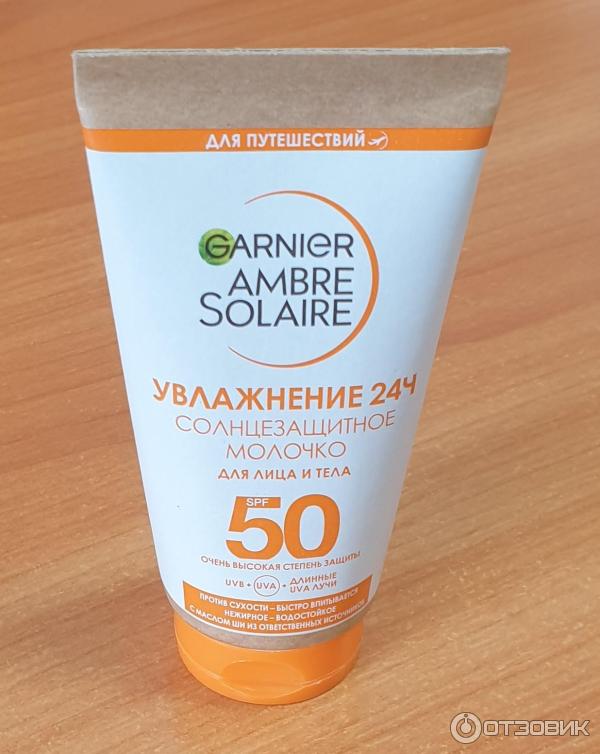 ДЛЯ ПУТЕШЕСТВИЙ
GARNIER
AMBRE
SOLAIRE
УВЛАЖНЕНИЕ 24Ч
СОЛНЦЕЗАЩИТНОЕ
МОЛОЧКО
ДЛЯ ЛИЦА И ТЕЛА
SPF
50
ОЧЕНЬ ВЫСОКАЯ СТЕПЕНЬ ЗАЩИТЫ
UVB + UVA + ДЛИННЫЕ
UVA ЛУЧИ
ПРОТИВ СУХОСТИ – БЫСТРО ВПИТЫВАЕТСЯ
НЕЖИРНОЕ – ВОДОСТОЙКОЕ
С МАСЛОМ ШИ ИЗ ОТВЕТСТВЕННЫХ ИСТОЧНИКОВ
ОТЗОВИК